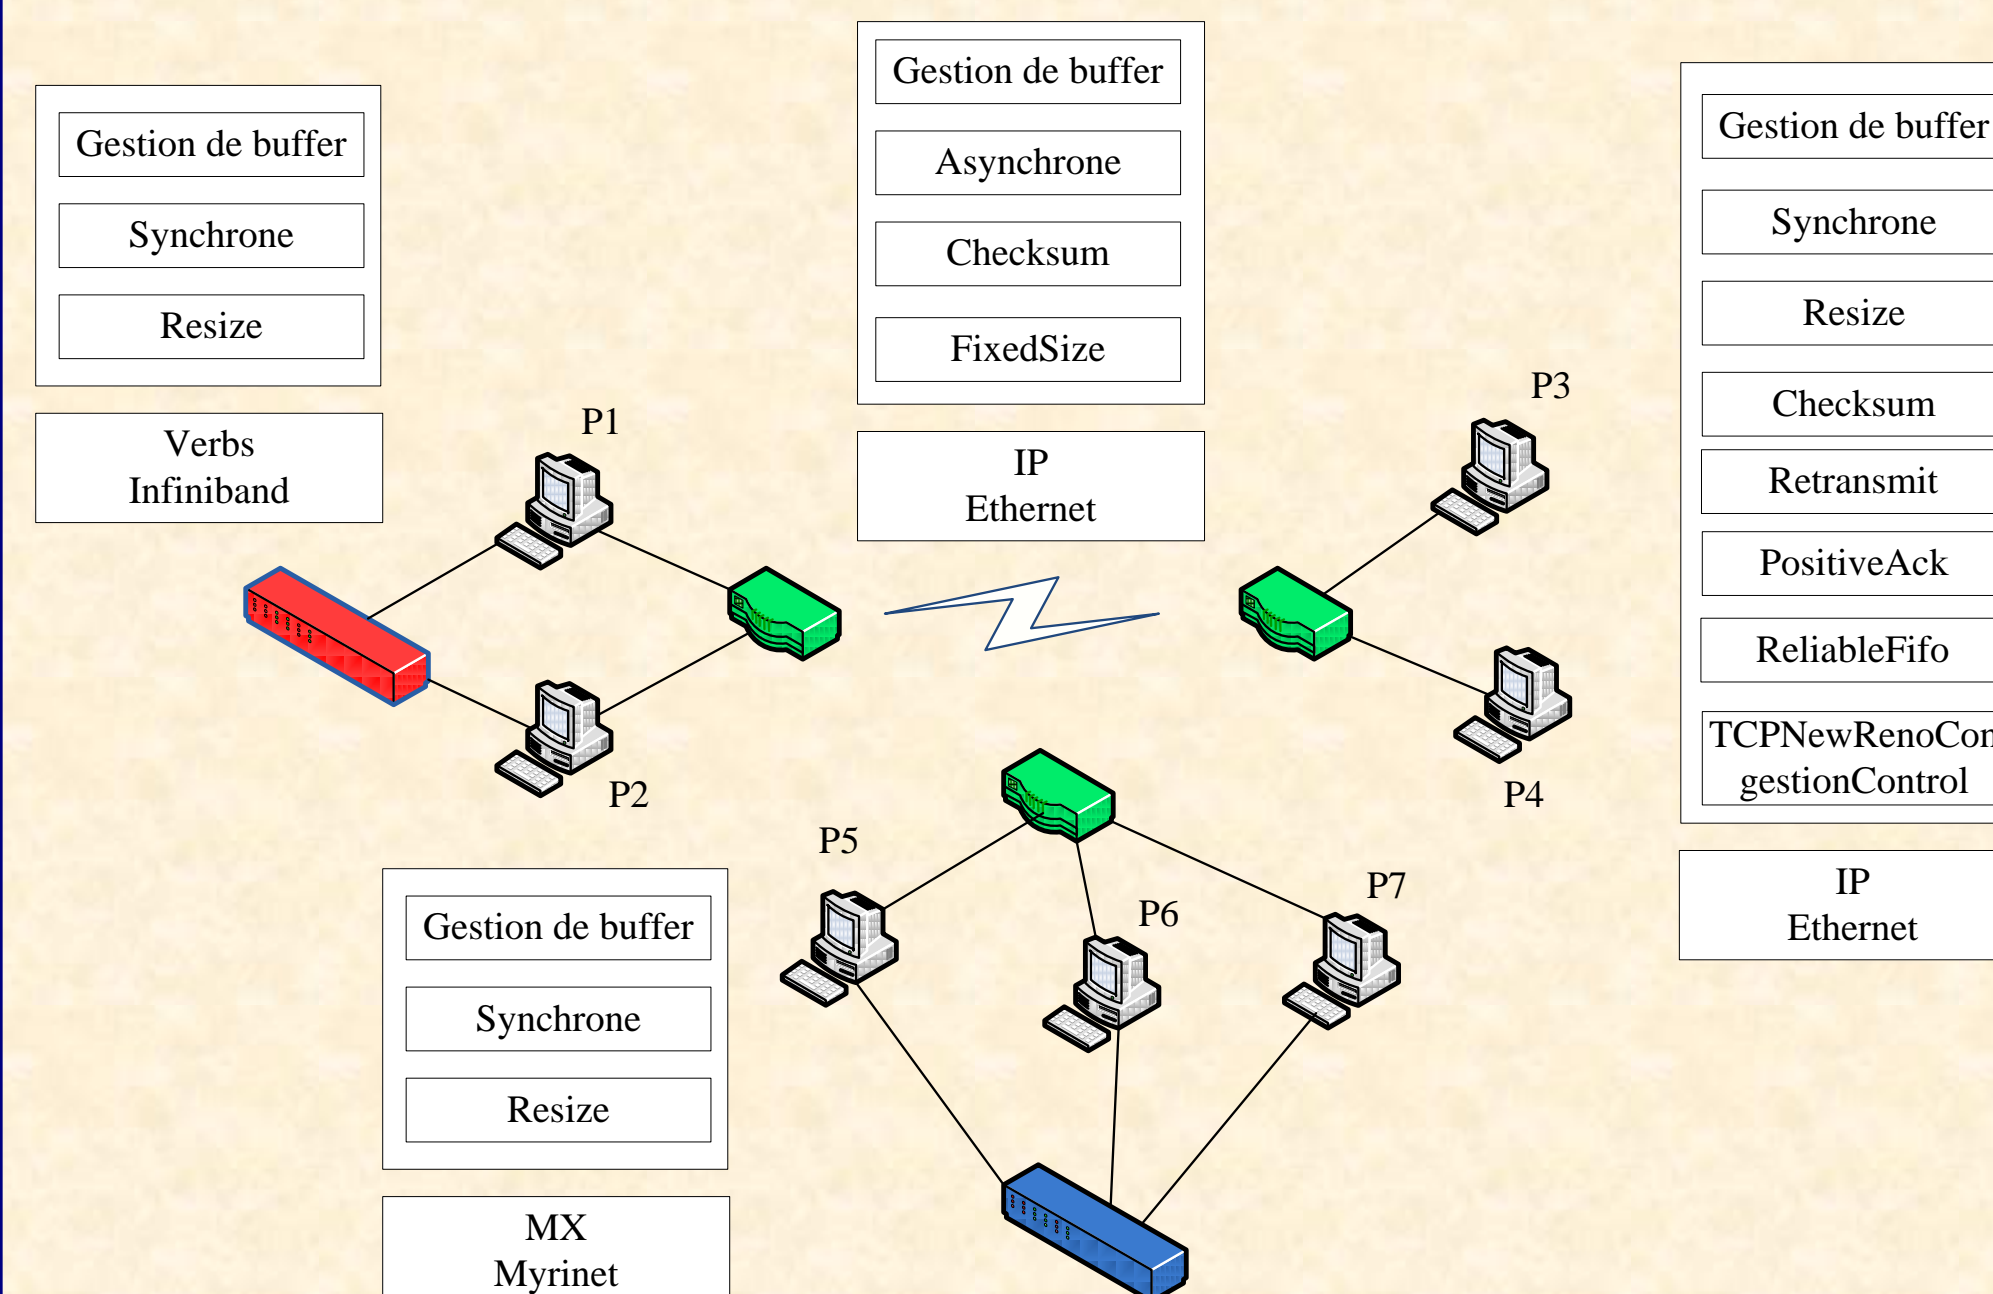 Gestion de buffer
Synchrone
Resize
Verbs
Infiniband
Gestion de buffer
Asynchrone
Checksum
FixedSize
IP
Ethernet
Gestion de buffer
Synchrone
Resize
Checksum
Retransmit
PositiveAck
ReliableFifo
TCPNewRenoCon
gestionControl
IP
Ethernet
P1
P2
P3
P4
P5
P6
P7
Gestion de buffer
Synchrone
Resize
MX
Myrinet